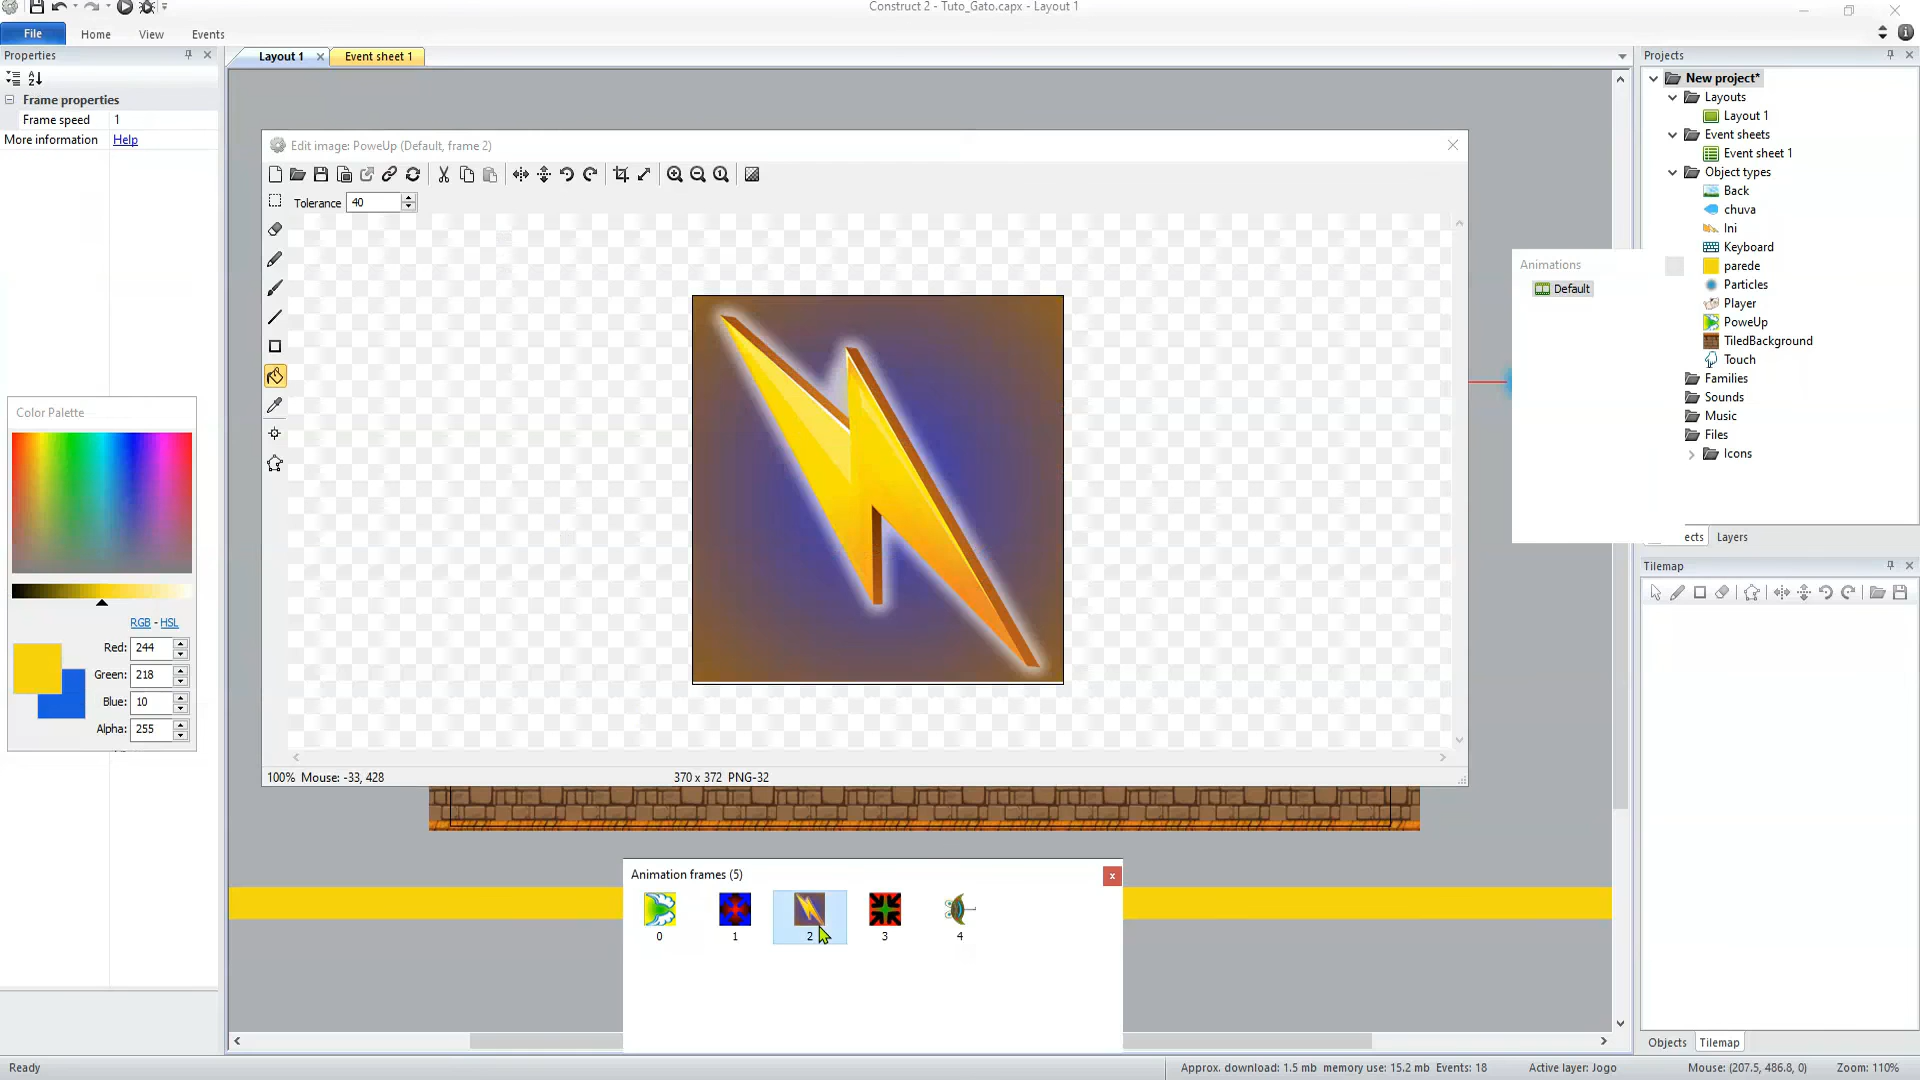 Construct 2 - Tuto_Gato.capx - Layout 1
File
Home
View
Events
Properties
Layout 1
Event sheet 1
Projects
Frame properties
Frame speed 1
More information Help
Edit image: PoweUp (Default, frame 2)
Tolerance 40
Animations
Default
New project*
Layouts
Layout 1
Event sheets
Event sheet 1
Object types
Back
chuva
Ini
Keyboard
parede
Particles
Player
PoweUp
TiledBackground
Touch
Families
Sounds
Music
Files
Icons
Color Palette
RGB - HSL
Red: 244
Green: 218
Blue: 10
Alpha: 255
ects
Layers
Tilemap
100% Mouse: -33, 428
370 x 372 PNG-32
Animation frames (5)
x
0
1
2
3
4
Objects
Tilemap
Ready
Approx. download: 1.5 mb memory use: 15.2 mb Events: 18
Active layer: Jogo
Mouse: (207.5, 486.8, 0)
Zoom: 110%